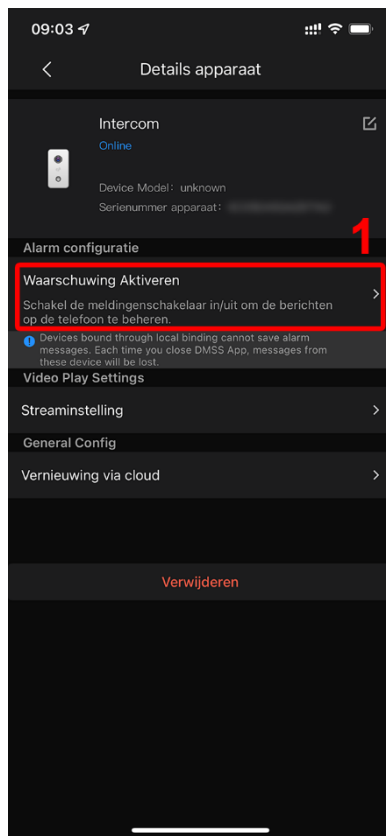 09:03
Details apparaat
Intercom
Online
Device Model: unknown
Serienummer apparaat:
1
Alarm configuratie
Waarschuwing Aktiveren
Schakel de meldingenschakelaar in/uit om de berichten
op de telefoon te beheren.
Devices bound through local binding cannot save alarm
messages. Each time you close DMSS App, messages from
these device will be lost.
Video Play Settings
Streaminstelling
General Config
Vernieuwing via cloud
Verwijderen